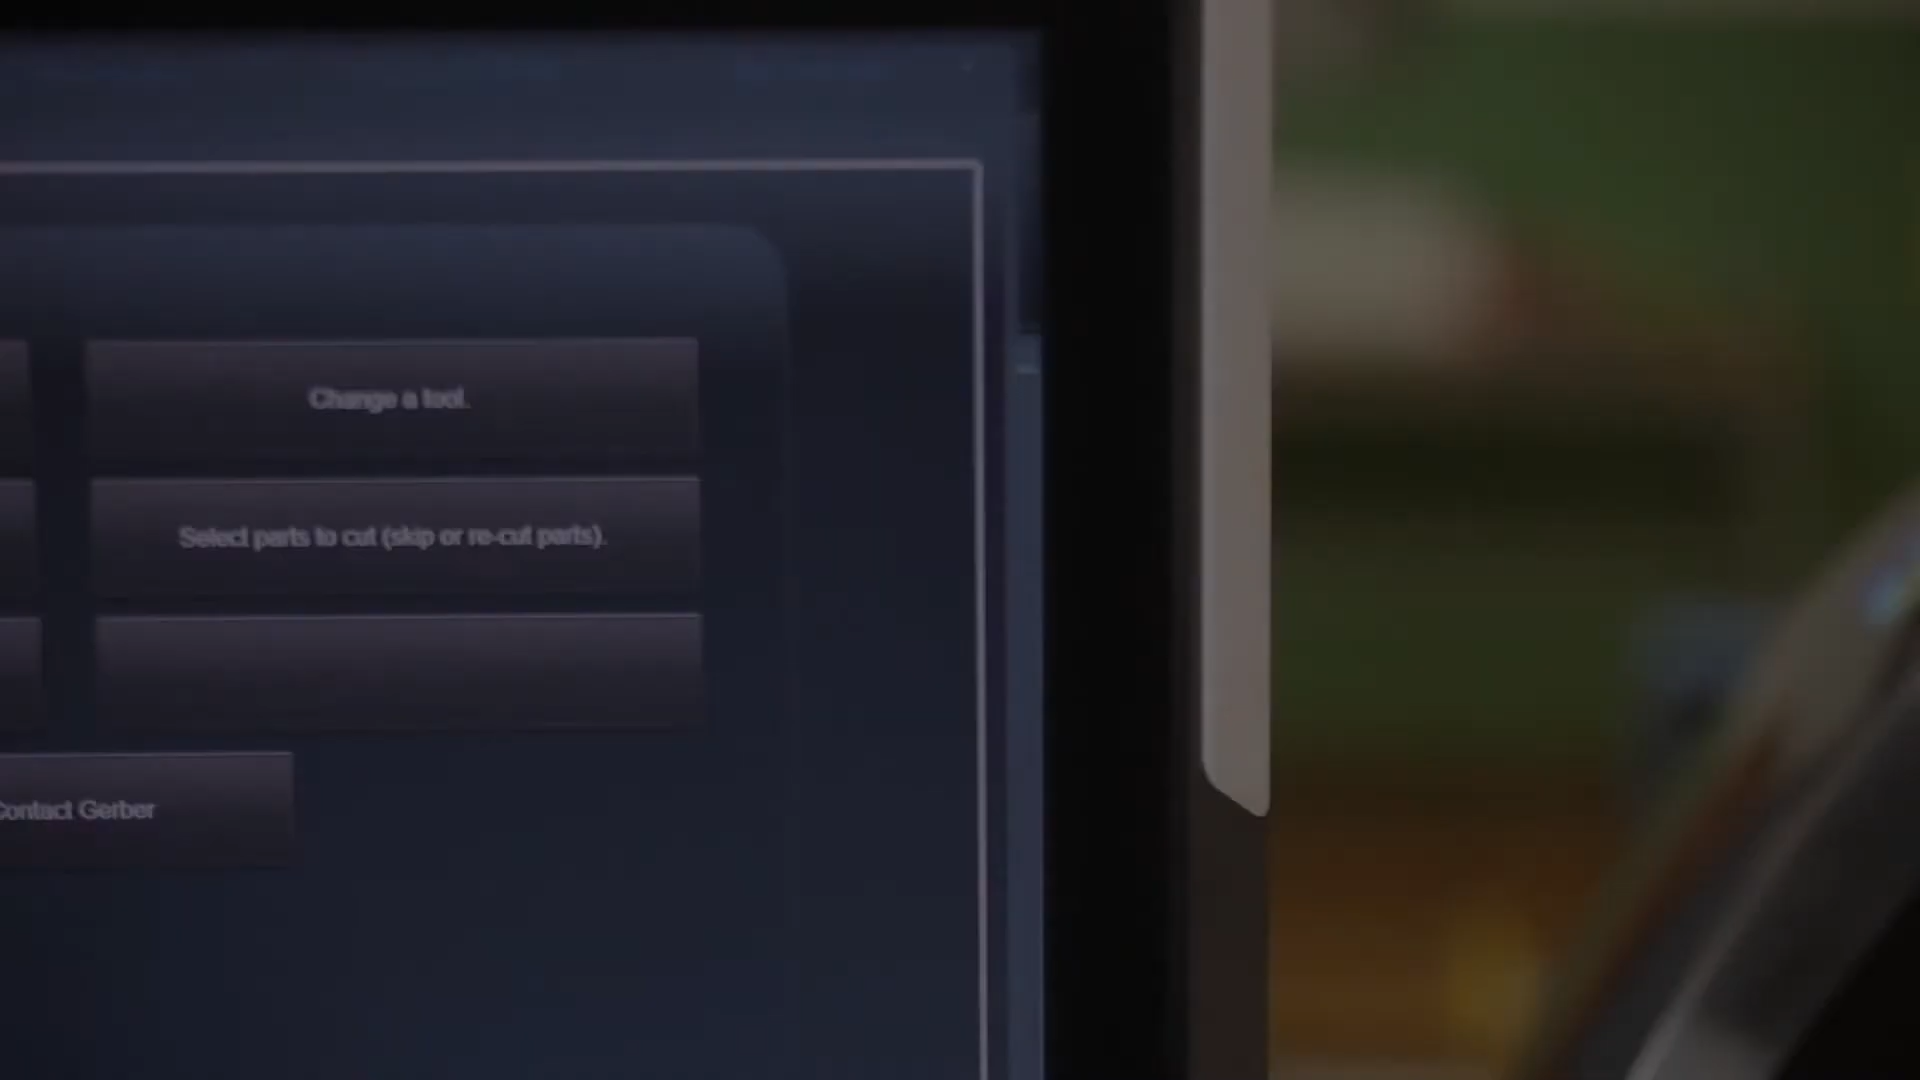 Change a tool.
Select parts to cut (skip or re-cut parts).
Contact Gerber